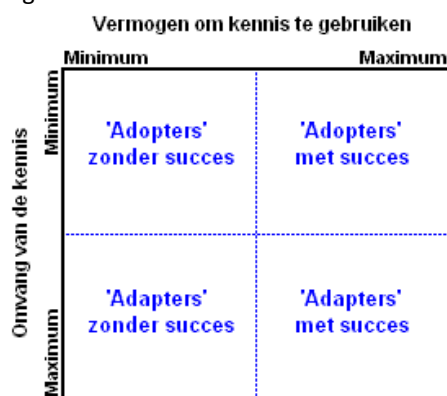 Vermogen om kennis te gebruiken
Minimum Maximum
Omvang van de kennis
Minimum
Maximum
'Adopters' 'Adopters'
zonder succes met succes
'Adapters' 'Adapters'
zonder succes met succes